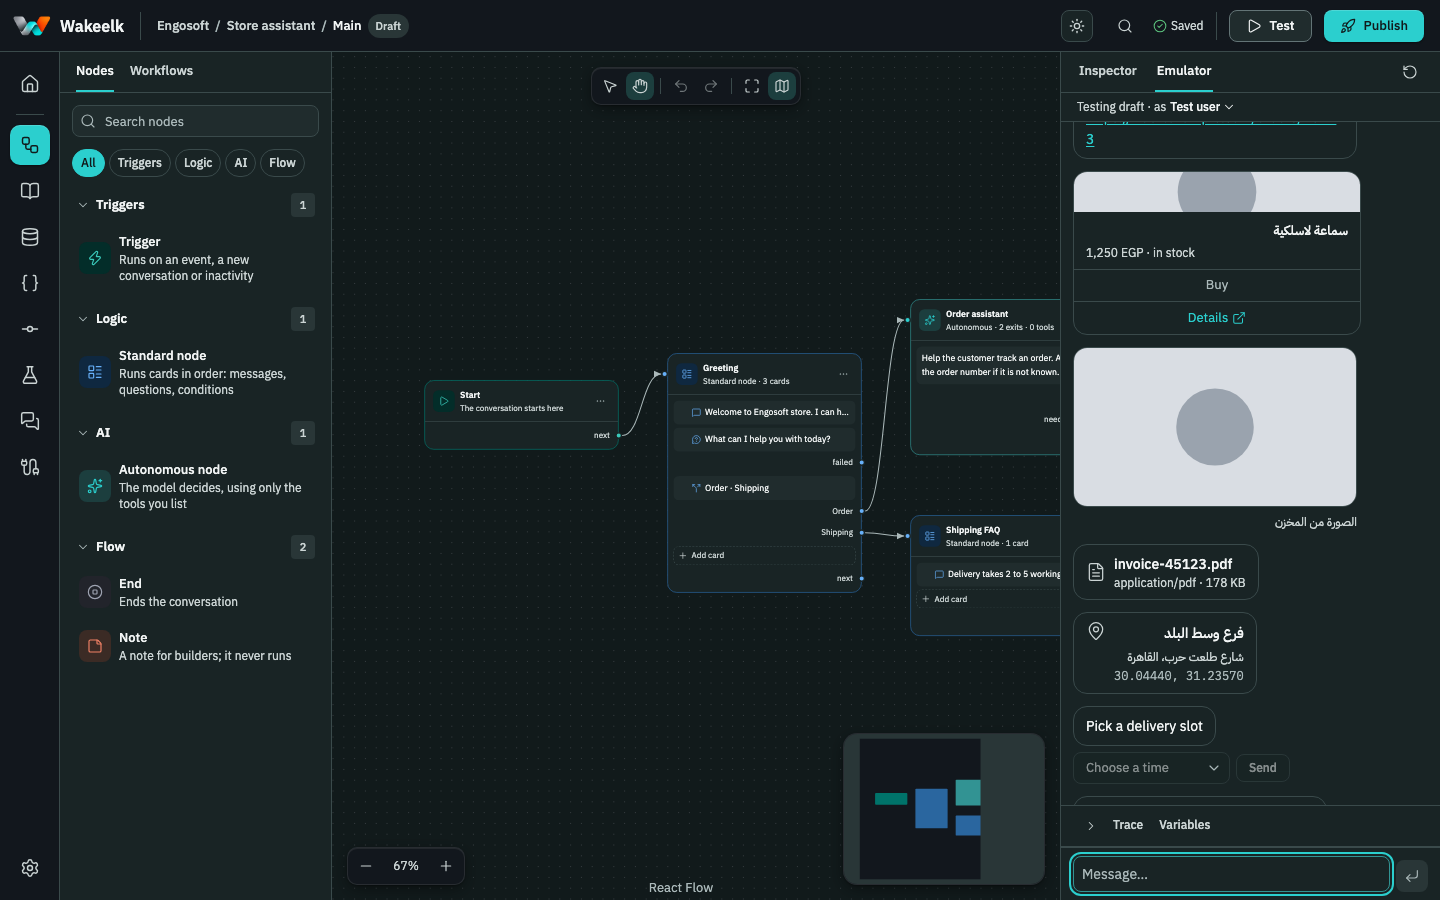 Wakeelk
Engosoft / Store assistant / Main
Draft
Saved
Test
Publish
Nodes
Workflows
Search nodes
All
Triggers
Logic
AI
Flow
Triggers
1
Trigger
Runs on an event, a new
conversation or inactivity
Logic
1
Standard node
Runs cards in order: messages,
questions, conditions
AI
1
Autonomous node
The model decides, using only the
tools you list
Flow
2
End
Ends the conversation
Note
A note for builders; it never runs
Start
The conversation starts here
next
Greeting
Standard node · 3 cards
Welcome to Engosoft store. I can h...
What can I help you with today?
failed
Order · Shipping
Order
Shipping
Add card
next
Order assistant
Autonomous · 2 exits · 0 tools
Help the customer track an order. A
the order number if it is not known.
Shipping FAQ
Standard node · 1 card
Delivery takes 2 to 5 working
Add card
67%
React Flow
Inspector
Emulator
Testing draft · as Test user
3
سماعة لاسلكية
1,250 EGP · in stock
Buy
Details
الصورة من المخزن
invoice-45123.pdf
application/pdf · 178 KB
فرع وسط البلد
شارع طلعت حرب، القاهرة
30.04440, 31.23570
Pick a delivery slot
Choose a time
Send
Trace
Variables
Message...